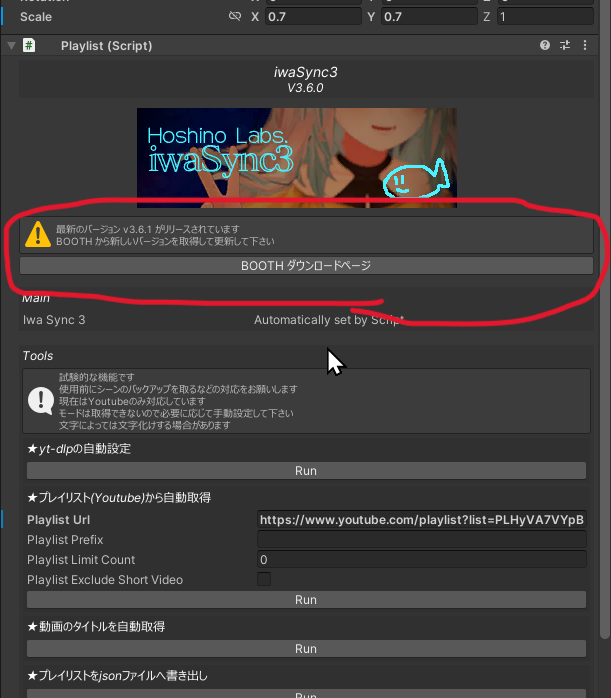 Scale X 0.7 Y 0.7 Z 1
# Playlist (Script)
iwaSync3
V3.6.0
Hoshino Labs.
iwaSync3
最新のバージョン v3.6.1 がリリースされています
BOOTH から新しいバージョンを取得して更新して下さい
BOOTH ダウンロードページ
Main
Iwa Sync 3 Automatically set by Script
Tools
試験的な機能です
使用前にシーンのバックアップを取るなどの対応をお願いします
現在はYoutubeのみ対応しています
モードは取得できないので必要に応じて手動設定して下さい
文字によっては文字化けする場合があります
★yt-dlpの自動設定
Run
★プレイリスト(Youtube)から自動取得
Playlist Url https://www.youtube.com/playlist?list=PLHyVA7VYpB
Playlist Prefix
Playlist Limit Count 0
Playlist Exclude Short Video
Run
★動画のタイトルを自動取得
Run
★プレイリストをjsonファイルへ書き出し
Run